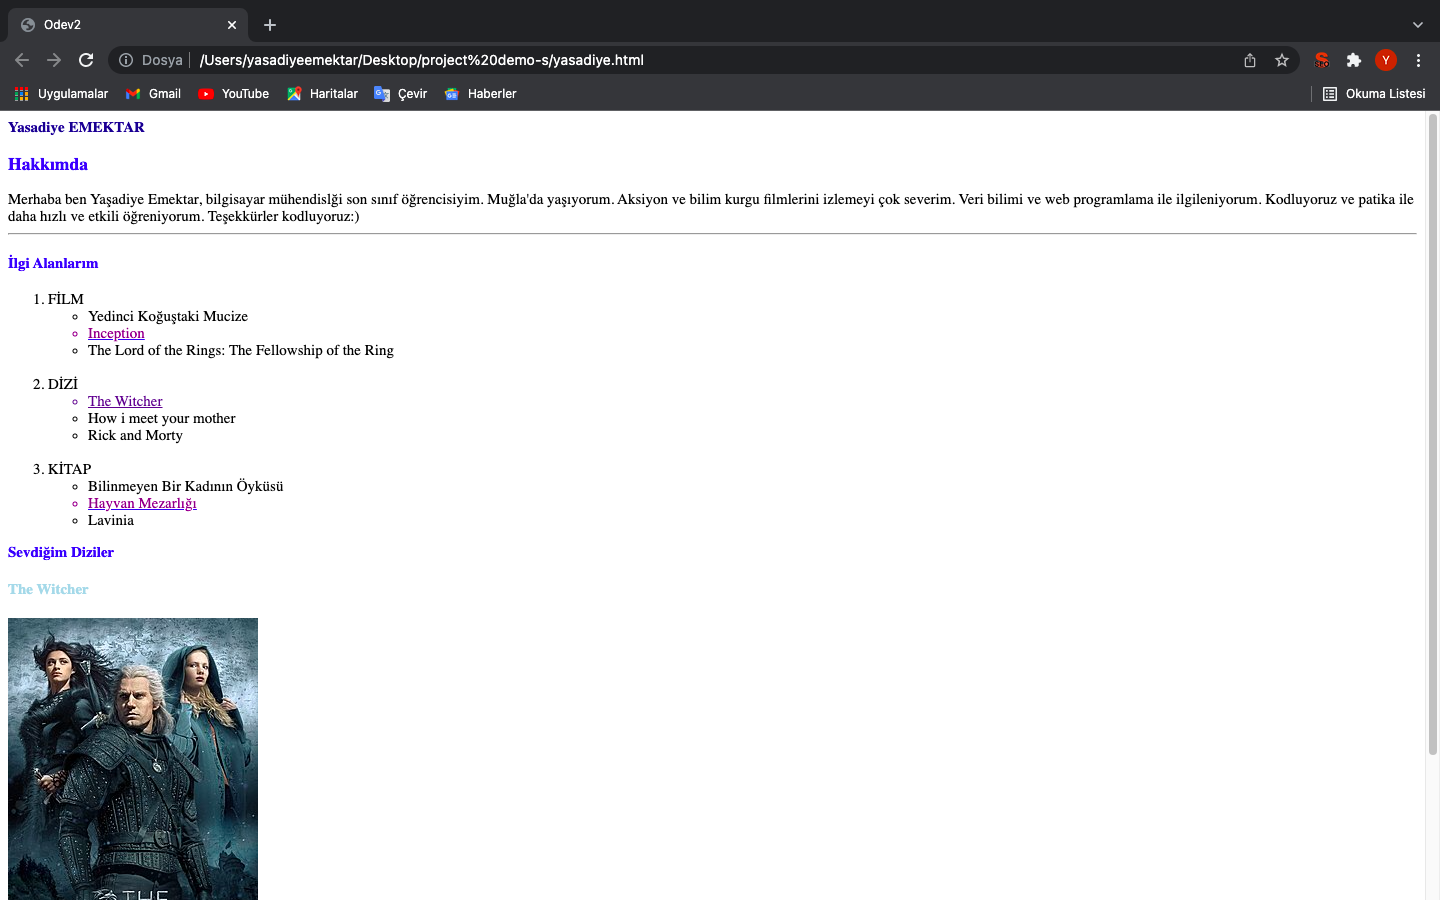 Odev2
Dosya /Users/yasadiyeemektar/Desktop/project%20demo-s/yasadiye.html
Y
Uygulamalar Gmail YouTube Haritalar Çevir Haberler Okuma Listesi
Yasadiye EMEKTAR
Hakkımda
Merhaba ben Yaşadiye Emektar, bilgisayar mühendislği son sınıf öğrencisiyim. Muğla'da yaşıyorum. Aksiyon ve bilim kurgu filmlerini izlemeyi çok severim. Veri bilimi ve web programlama ile ilgileniyorum. Kodluyoruz ve patika ile
daha hızlı ve etkili öğreniyorum. Teşekkürler kodluyoruz:)
İlgi Alanlarım
1. FİLM
Yedinci Koğuştaki Mucize
Inception
The Lord of the Rings: The Fellowship of the Ring
2. DİZİ
The Witcher
How i meet your mother
Rick and Morty
3. KİTAP
Bilinmeyen Bir Kadının Öyküsü
Hayvan Mezarlığı
Lavinia
Sevdiğim Diziler
The Witcher
THE